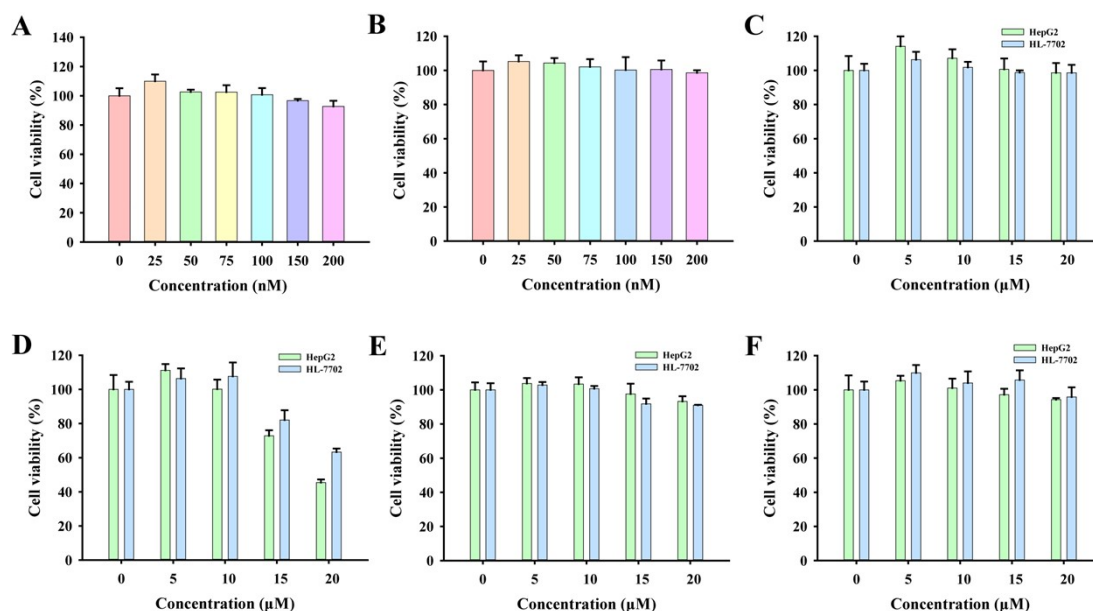 A
Cell viability (%)
140
120
100
80
60
40
20
0
0 25 50 75 100 150 200
Concentration (nM)
B
Cell viability (%)
120
100
80
60
40
20
0
0 25 50 75 100 150 200
Concentration (nM)
C
HepG2
HL-7702
Cell viability (%)
120
100
80
60
40
20
0
0 5 10 15 20
Concentration (μM)
D
HepG2
HL-7702
Cell viability (%)
120
100
80
60
40
20
0
0 5 10 15 20
Concentration (μM)
E
HepG2
HL-7702
Cell viability (%)
120
100
80
60
40
20
0
0 5 10 15 20
Concentration (μM)
F
HepG2
HL-7702
Cell viability (%)
120
100
80
60
40
20
0
0 5 10 15 20
Concentration (μM)